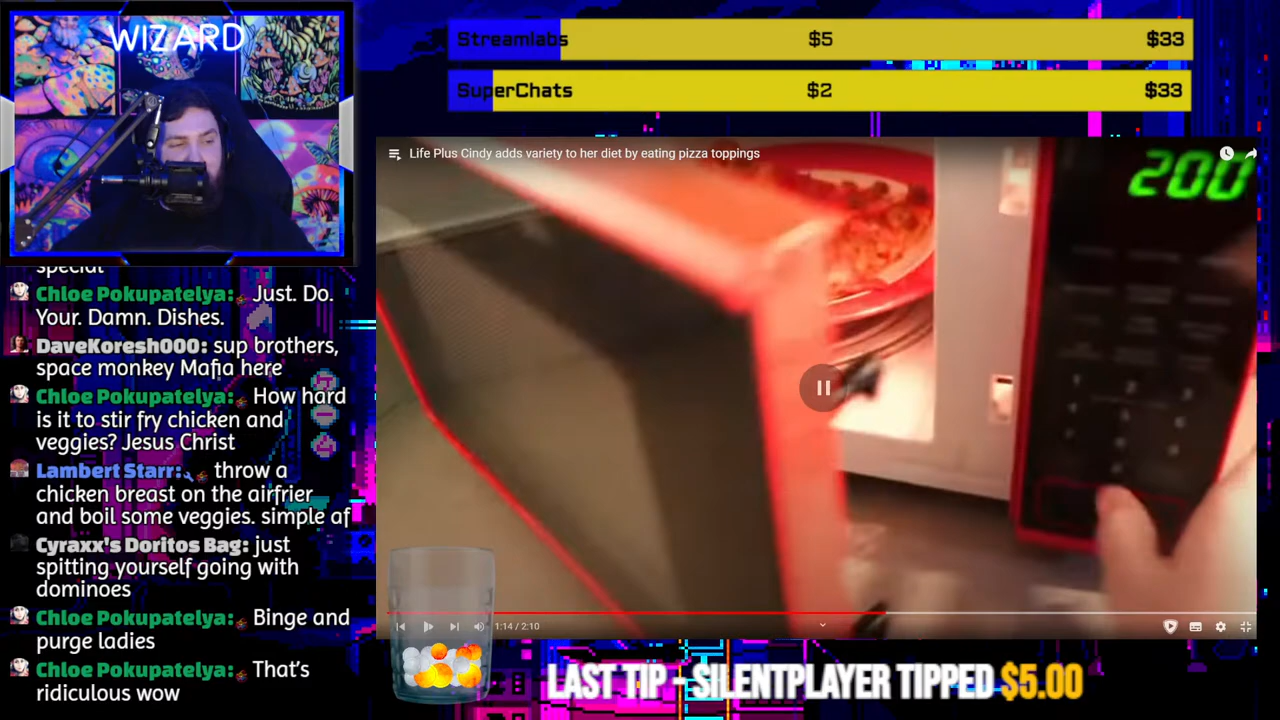 WIZARD
Streamlabs $5 $33
SuperChats $2 $33
Life Plus Cindy adds variety to her diet by eating pizza toppings
200
special
Chloe Pokupatelya: Just. Do.
Your. Damn. Dishes.
DaveKoresh000: sup brothers,
space monkey Mafia here
Chloe Pokupatelya: How hard
is it to stir fry chicken and
veggies? Jesus Christ
Lambert Starr: throw a
chicken breast on the airfrier
and boil some veggies. simple af
Cyraxx's Doritos Bag: just
spitting yourself going with
dominoes
Chloe Pokupatelya: Binge and
purge ladies
Chloe Pokupatelya: That's
ridiculous wow
1:14 / 2:10
LAST TIP - SILENTPLAYER TIPPED $5.00